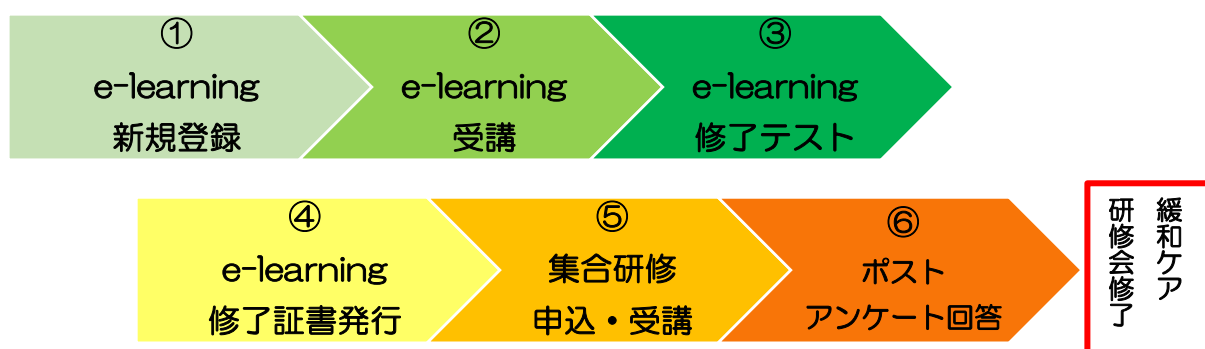 ①
e-learning
新規登録
②
e-learning
受講
③
e-learning
修了テスト
④
e-learning
修了証書発行
⑤
集合研修
申込・受講
⑥
ポスト
アンケート回答
緩和ケア
研修会修了